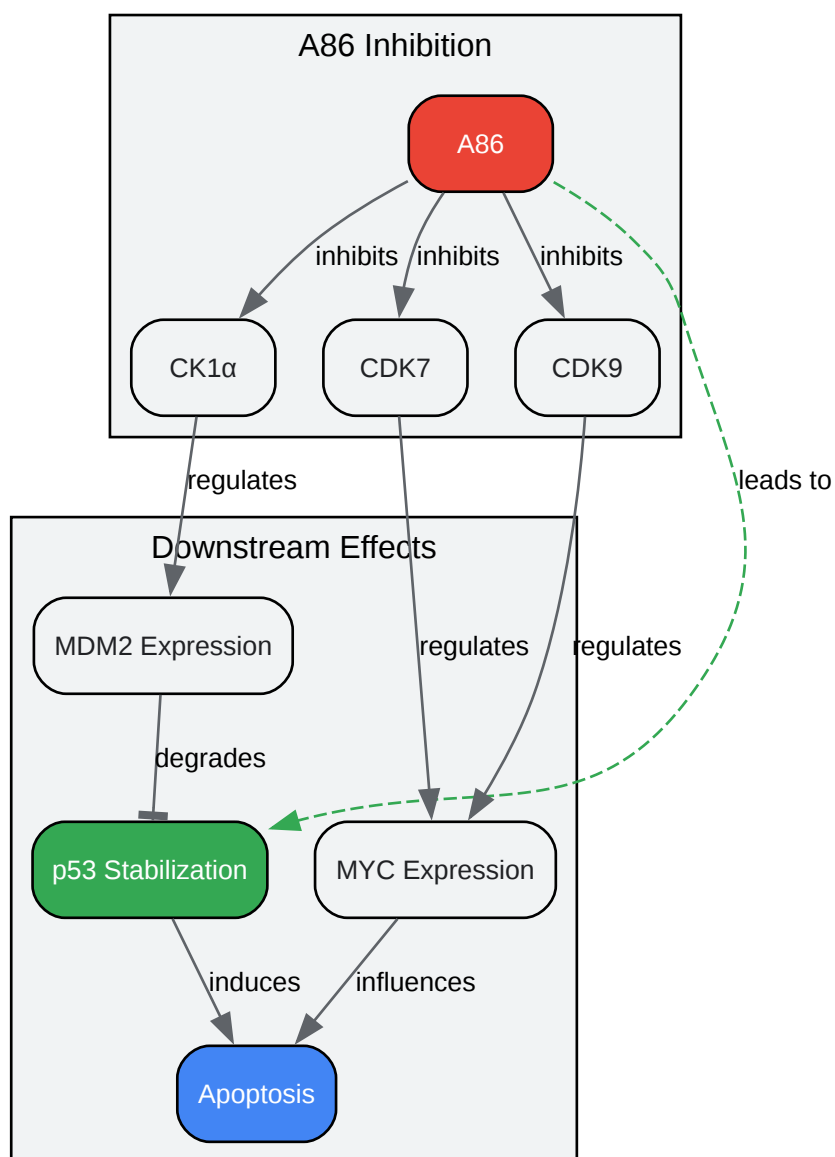 A86 Inhibition
A86
inhibits
inhibits
inhibits
CK1α
CDK7
CDK9
regulates
leads to
Downstream Effects
MDM2 Expression
regulates
regulates
degrades
p53 Stabilization
MYC Expression
induces
influences
Apoptosis